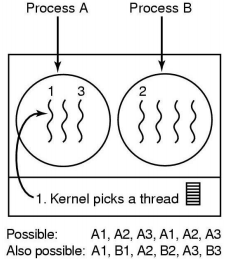 Process A Process B
1 3 2
1. Kernel picks a thread
Possible: A1, A2, A3, A1, A2, A3
Also possible: A1, B1, A2, B2, A3, B3